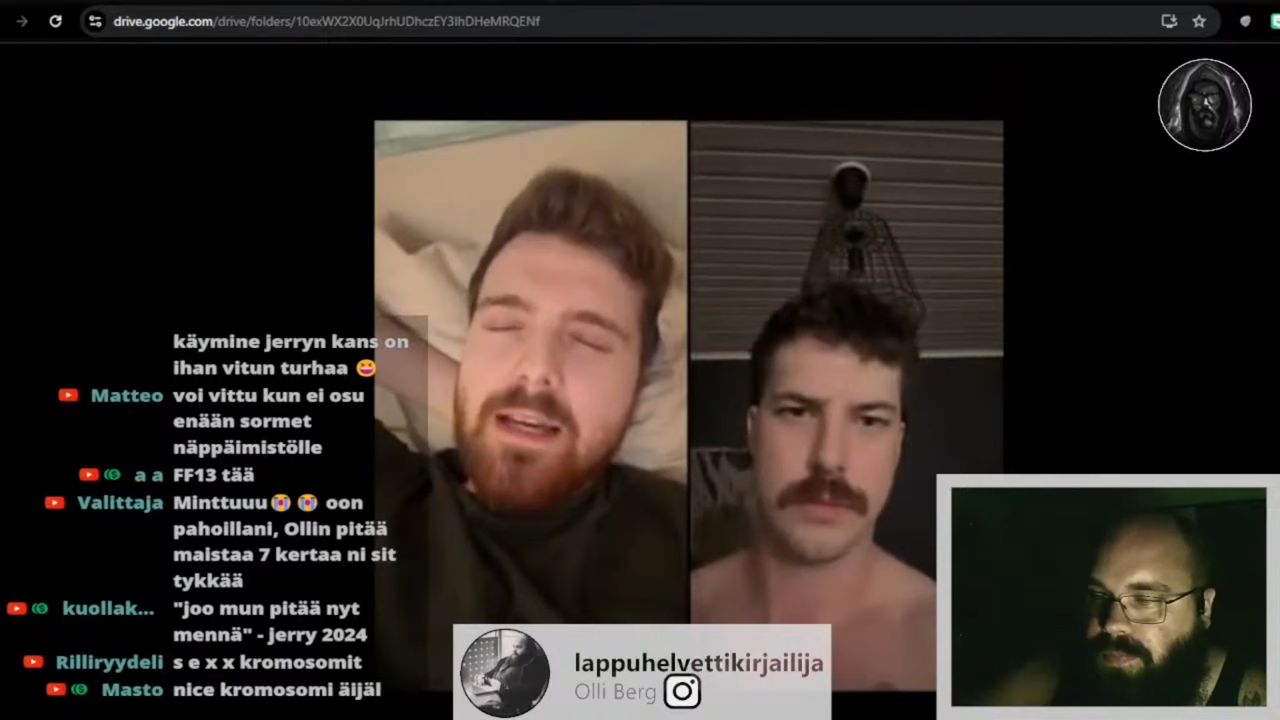 drive.google.com/drive/folders/10exWX2X0UqJrhUDhczEY3IhDHeMRQENf
käymine jerryn kans on
ihan vitun turhaa 😆
Matteo voi vittu kun ei osu
enään sormet
näppäimistölle
a a FF13 tää
Valittaja Minttuuu😭😭 oon
pahoillani, Ollin pitää
maistaa 7 kertaa ni sit
tykkää
kuollak... "joo mun pitää nyt
mennä" - jerry 2024
Rilliryydeli s e x x kromosomit
Masto nice kromosomi äijäl
lappuhelvettikirjailija
Olli Berg